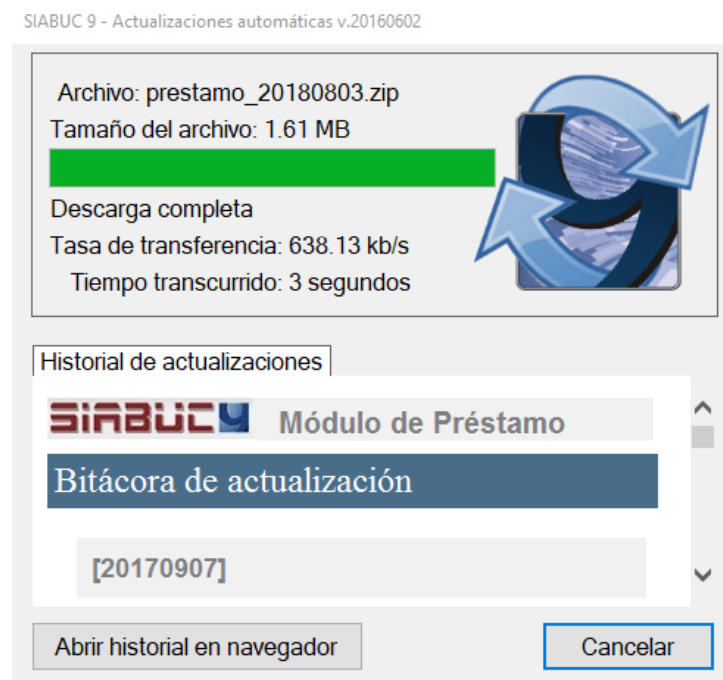 SIABUC 9 - Actualizaciones automáticas v.20160602
Archivo: prestamo_20180803.zip
Tamaño del archivo: 1.61 MB
Descarga completa
Tasa de transferencia: 638.13 kb/s
Tiempo transcurrido: 3 segundos
9
Historial de actualizaciones
SIABUC9 Módulo de Préstamo
Bitácora de actualización
[20170907]
Abrir historial en navegador Cancelar